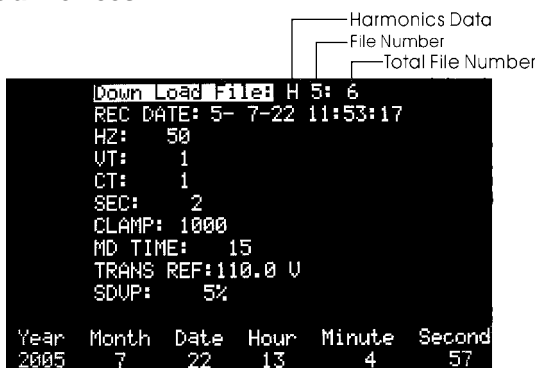 Harmonics Data
File Number
Total File Number
Down Load File: H 5: 6
REC DATE: 5- 7-22 11:53:17
HZ: 50
VT: 1
CT: 1
SEC: 2
CLAMP: 1000
MD TIME: 15
TRANS REF:110.0 V
SDVP: 5%
Year Month Date Hour Minute Second
2005 7 22 13 4 57